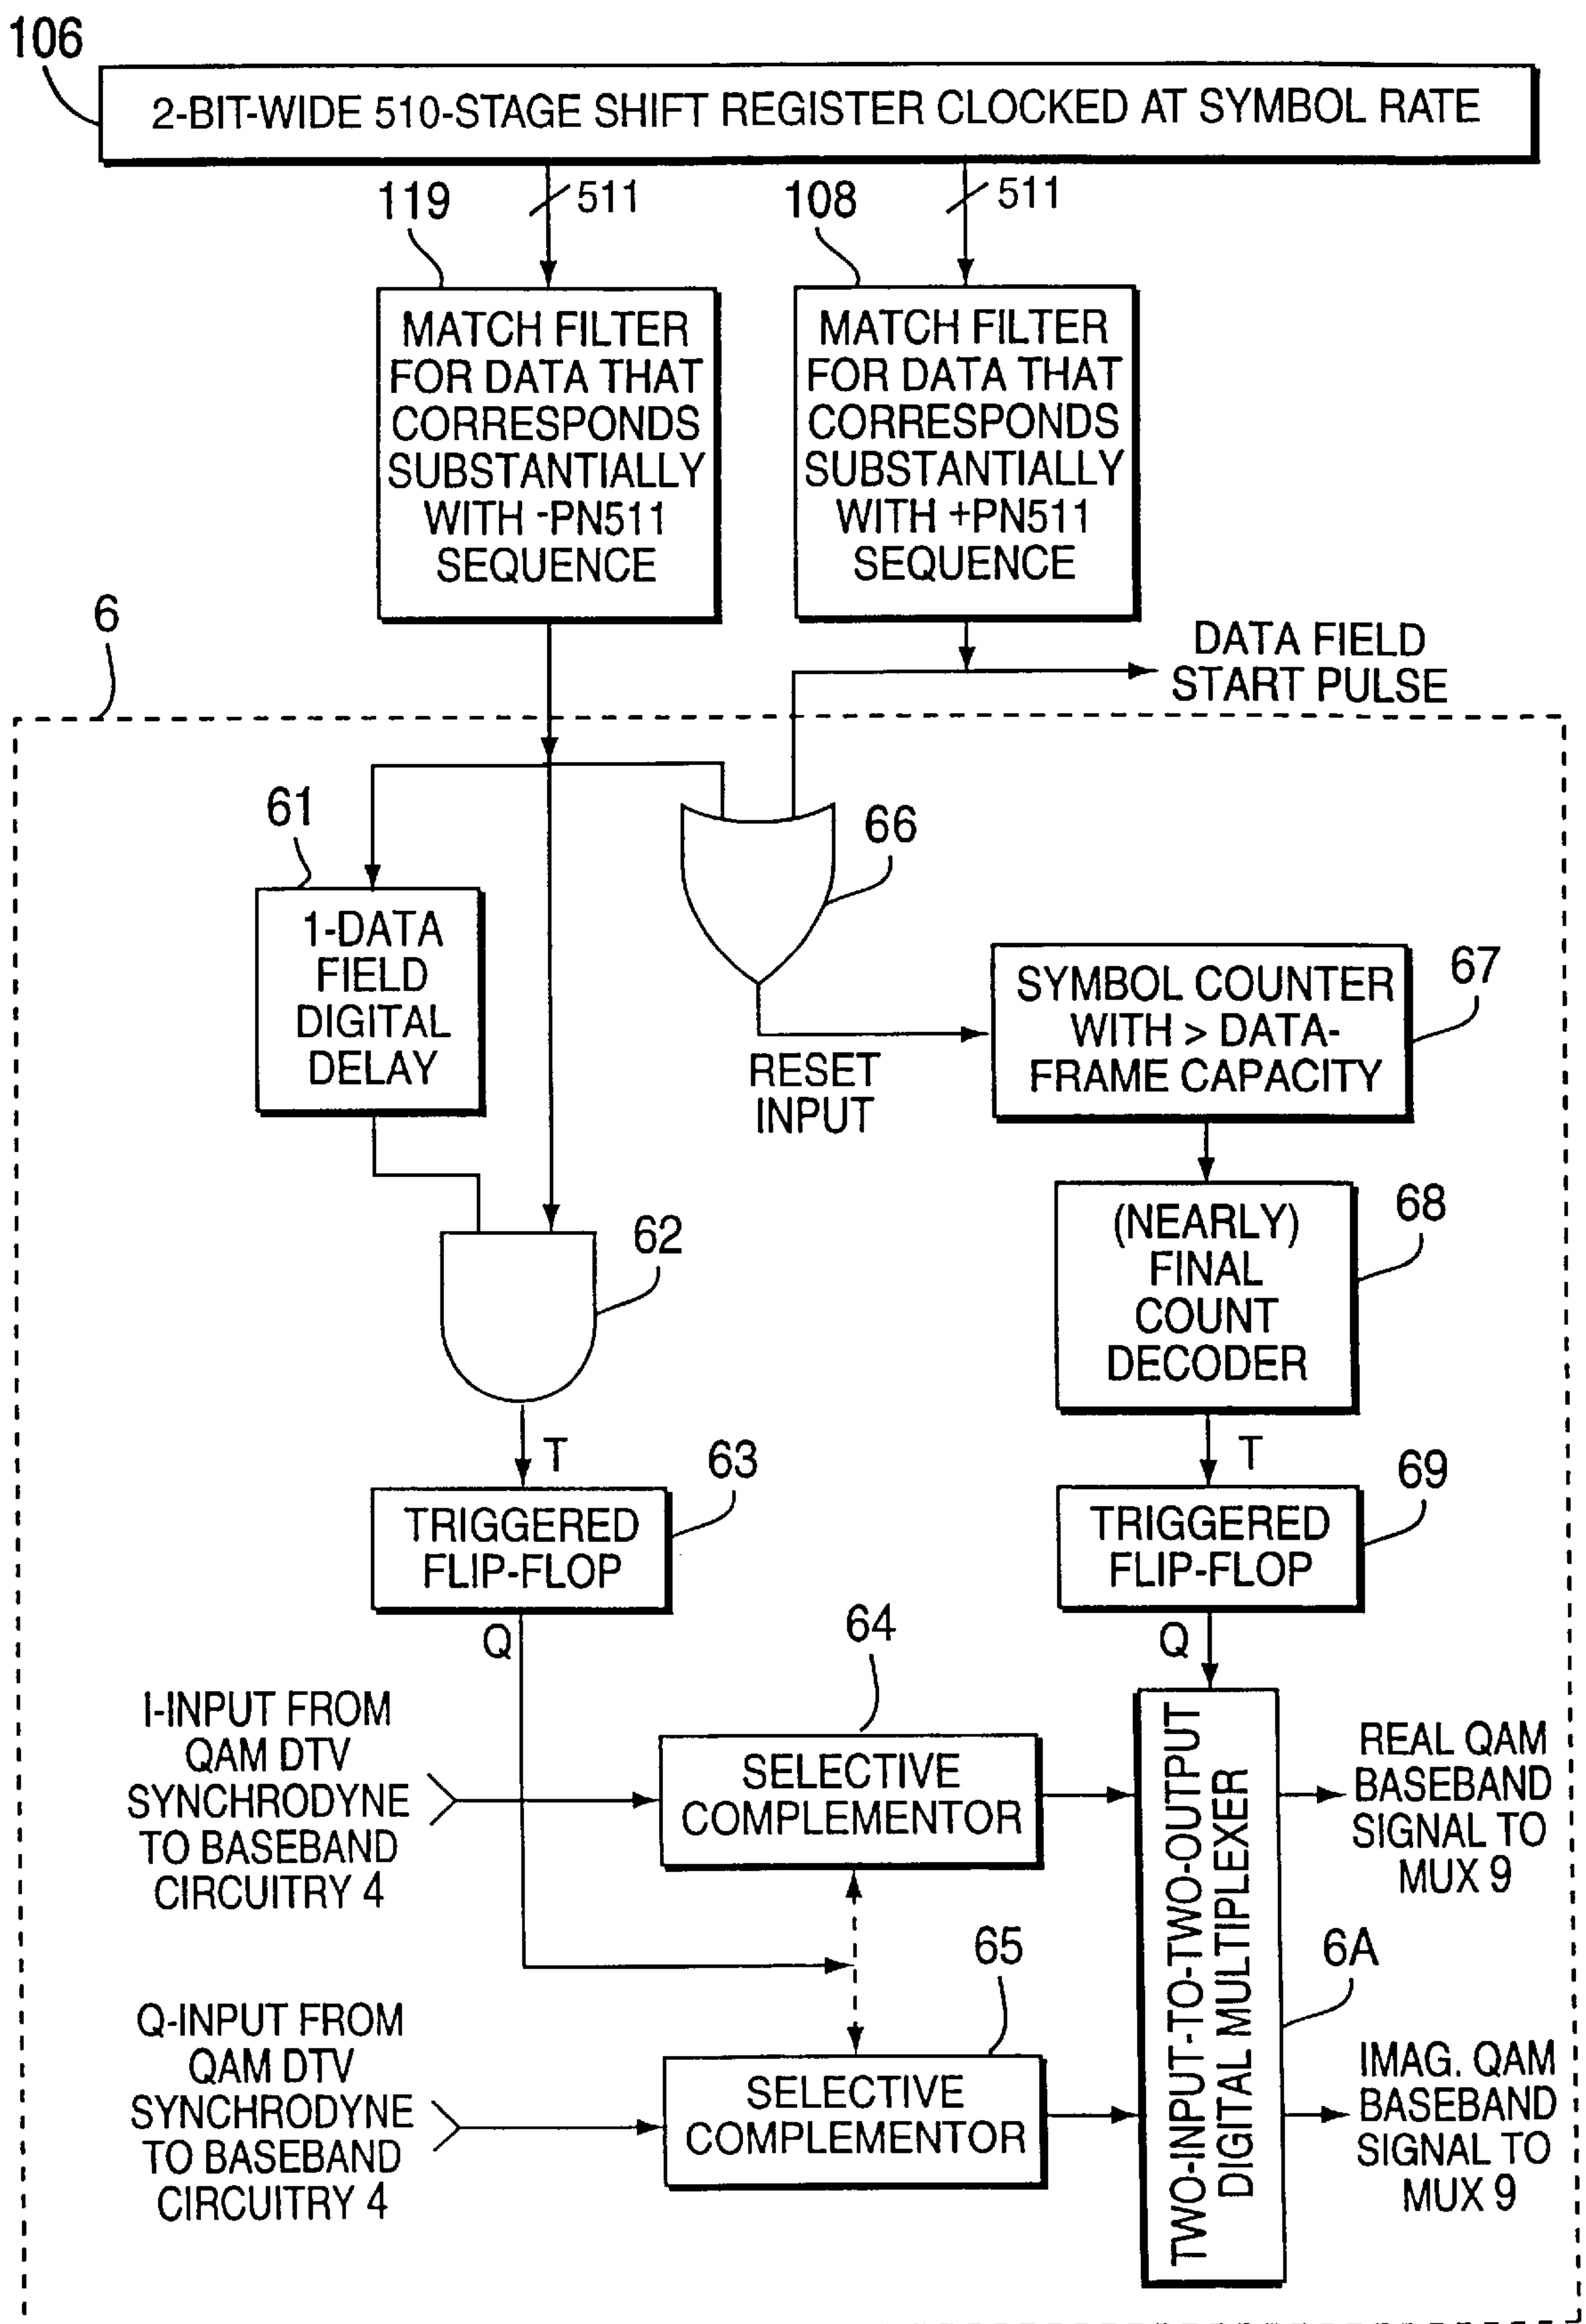 106
2-BIT-WIDE 510-STAGE SHIFT REGISTER CLOCKED AT SYMBOL RATE
119
511
108
511
MATCH FILTER
FOR DATA THAT
CORRESPONDS
SUBSTANTIALLY
WITH -PN511
SEQUENCE
MATCH FILTER
FOR DATA THAT
CORRESPONDS
SUBSTANTIALLY
WITH +PN511
SEQUENCE
6
DATA FIELD
START PULSE
61
66
1-DATA
FIELD
DIGITAL
DELAY
RESET
INPUT
SYMBOL COUNTER
WITH > DATA-
FRAME CAPACITY
67
62
(NEARLY)
FINAL
COUNT
DECODER
68
T
63
TRIGGERED
FLIP-FLOP
Q
T
69
TRIGGERED
FLIP-FLOP
Q
64
I-INPUT FROM
QAM DTV
SYNCHRODYNE
TO BASEBAND
CIRCUITRY 4
SELECTIVE
COMPLEMENTOR
TWO-INPUT-TO-TWO-OUTPUT
DIGITAL MULTIPLEXER
REAL QAM
BASEBAND
SIGNAL TO
MUX 9
65
6A
Q-INPUT FROM
QAM DTV
SYNCHRODYNE
TO BASEBAND
CIRCUITRY 4
SELECTIVE
COMPLEMENTOR
IMAG. QAM
BASEBAND
SIGNAL TO
MUX 9